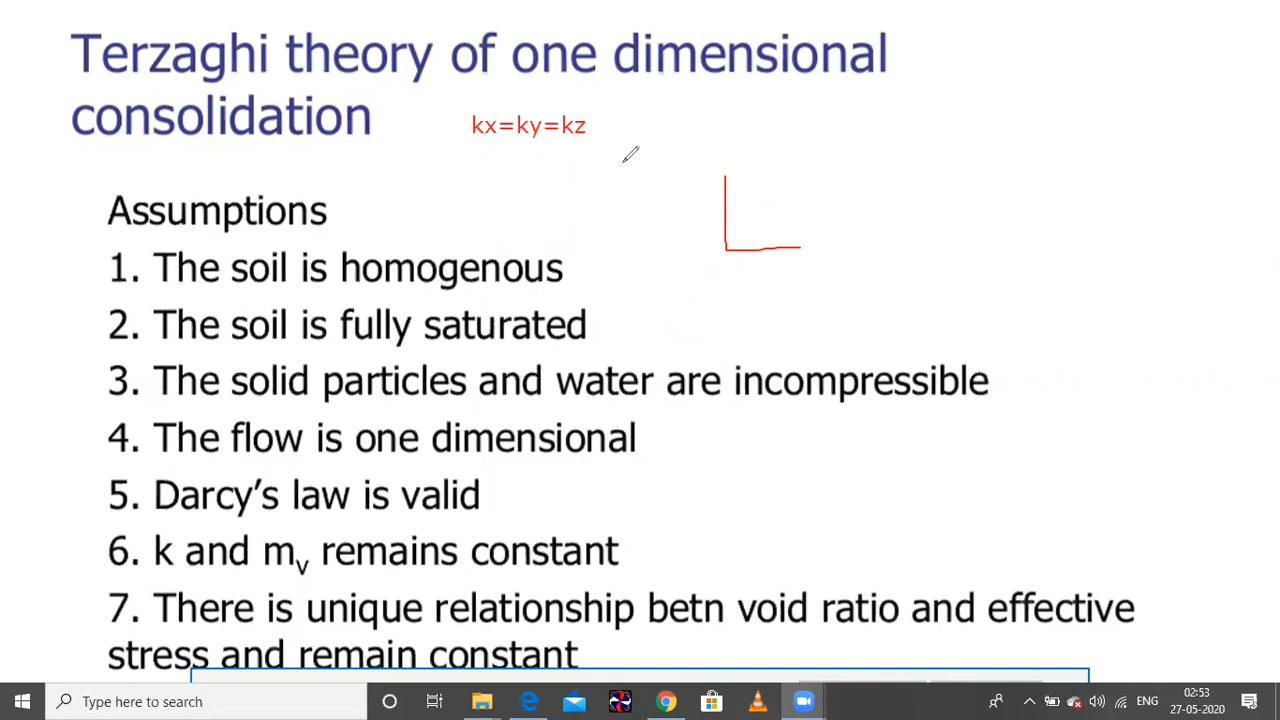 Terzaghi theory of one dimensional
consolidation
kx=ky=kz
Assumptions
1. The soil is homogenous
2. The soil is fully saturated
3. The solid particles and water are incompressible
4. The flow is one dimensional
5. Darcy’s law is valid
6. k and mv remains constant
7. There is unique relationship betn void ratio and effective
stress and remain constant
Type here to search
ENG
02:53
27-05-2020